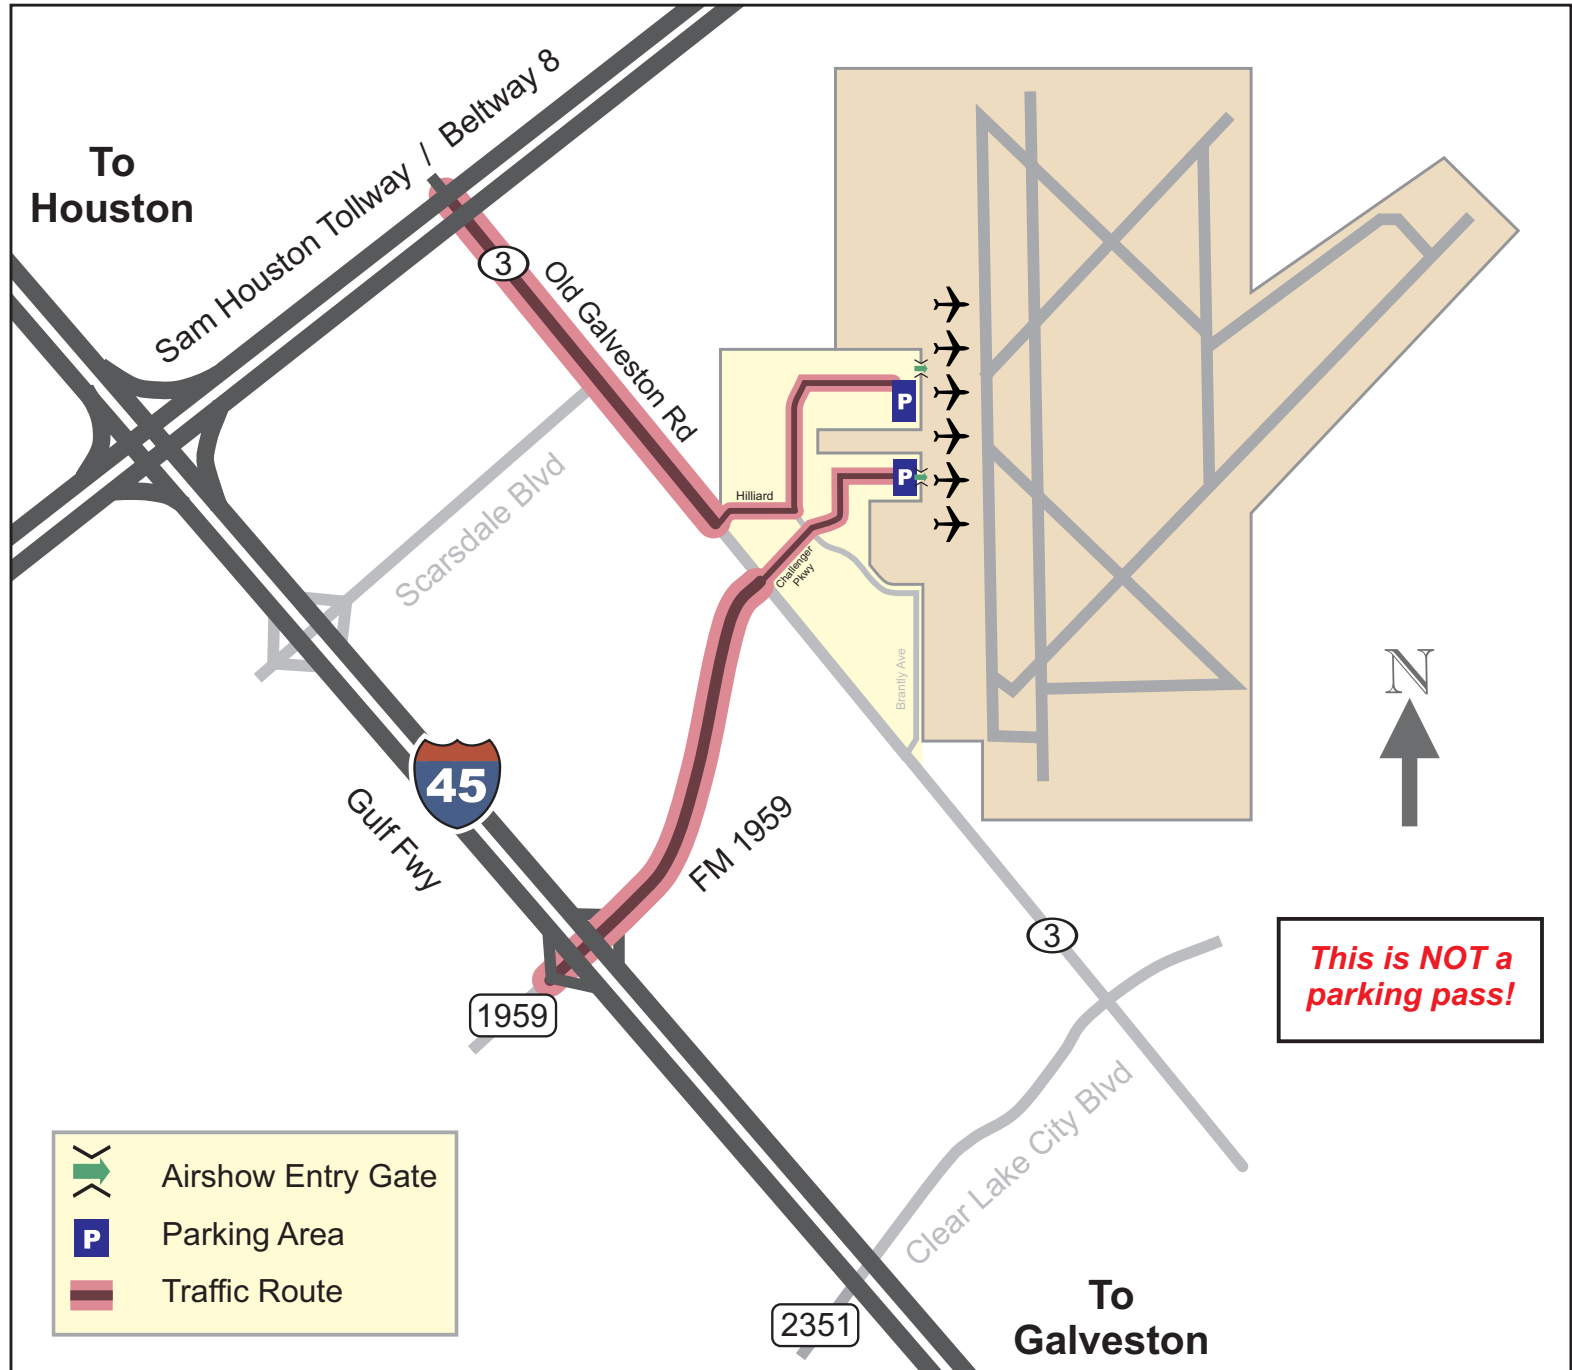 To
Houston
Sam Houston Tollway / Beltway 8
3
Old Galveston Rd
Scarsdale Blvd
P
P
Hilliard
Challenger
Pkwy
Brantly Ave
N
45
Gulf Fwy
FM 1959
3
This is NOT a
parking pass!
1959
Clear Lake City Blvd
Airshow Entry Gate
P Parking Area
Traffic Route
2351
To
Galveston